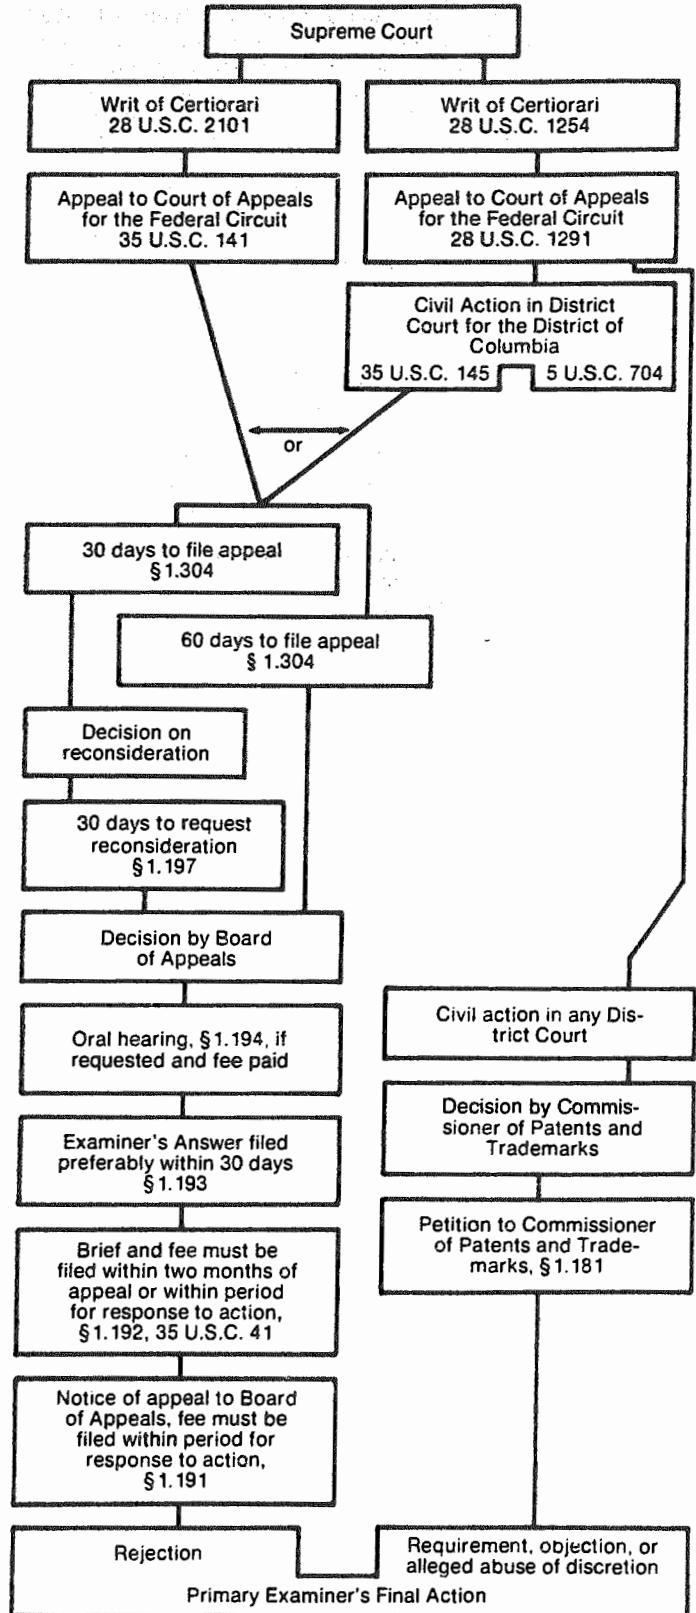 Supreme Court
Writ of Certiorari
28 U.S.C. 2101
Writ of Certiorari
28 U.S.C. 1254
Appeal to Court of Appeals
for the Federal Circuit
35 U.S.C. 141
Appeal to Court of Appeals
for the Federal Circuit
28 U.S.C. 1291
Civil Action in District
Court for the District of
Columbia
35 U.S.C. 145
5 U.S.C. 704
or
30 days to file appeal
§ 1.304
60 days to file appeal
§ 1.304
Decision on
reconsideration
30 days to request
reconsideration
§ 1.197
Decision by Board
of Appeals
Oral hearing, § 1.194, if
requested and fee paid
Examiner's Answer filed
preferably within 30 days
§ 1.193
Brief and fee must be
filed within two months of
appeal or within period
for response to action,
§ 1.192, 35 U.S.C. 41
Notice of appeal to Board
of Appeals, fee must be
filed within period for
response to action,
§ 1.191
Civil action in any Dis-
trict Court
Decision by Commis-
sioner of Patents and
Trademarks
Petition to Commissioner
of Patents and Trade-
marks, § 1.181
Rejection
Requirement, objection, or
alleged abuse of discretion
Primary Examiner's Final Action